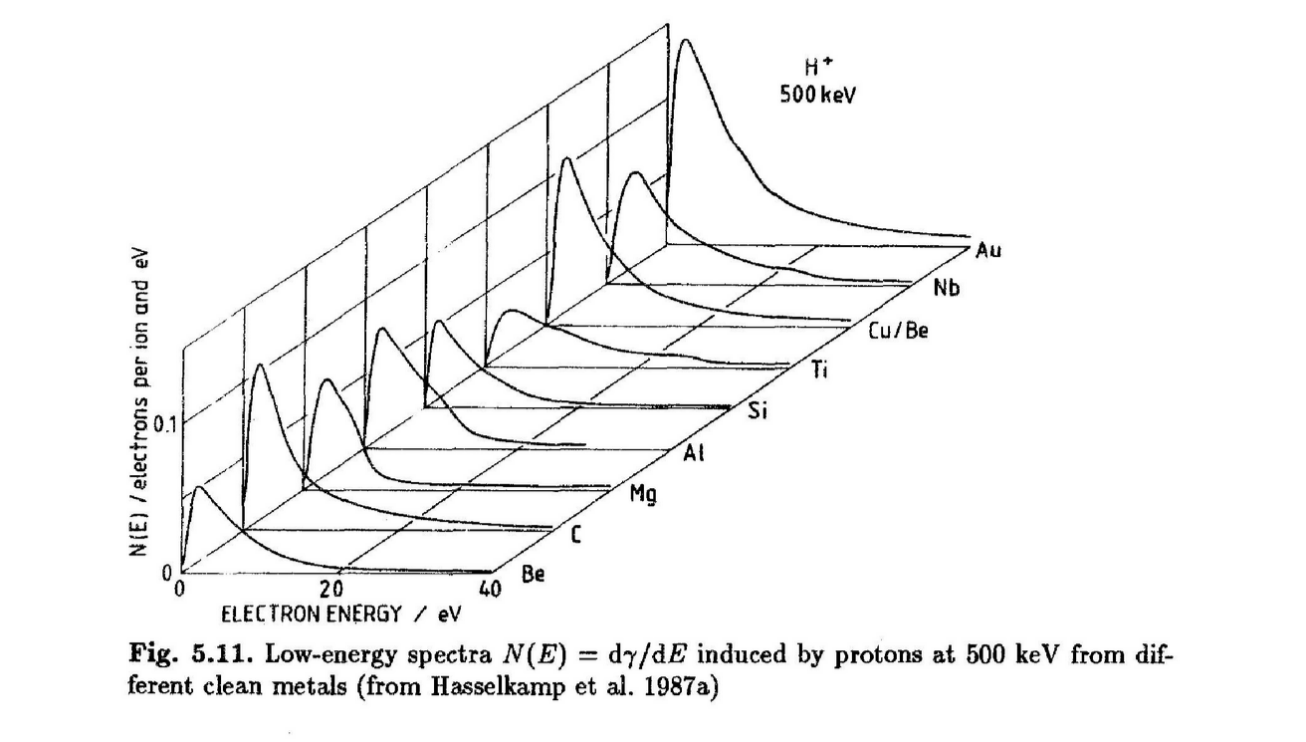 H⁺
500 keV
Au
Nb
Cu/Be
Ti
Si
Al
Mg
C
Be
N(E) / electrons per ion and eV
0.1
0
0
20
40
ELECTRON ENERGY / eV
Fig. 5.11. Low-energy spectra N(E) = dγ/dE induced by protons at 500 keV from dif-
ferent clean metals (from Hasselkamp et al. 1987a)